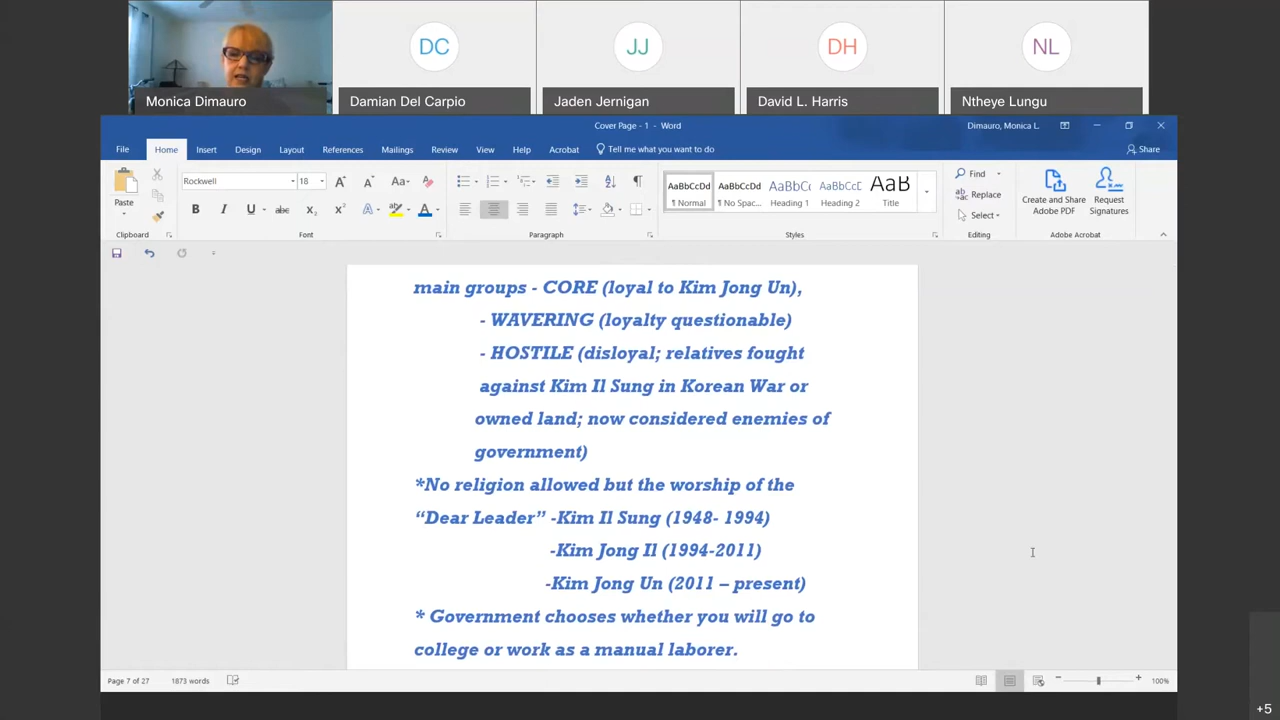 DC
JJ
DH
NL
Monica Dimauro
Damian Del Carpio
Jaden Jernigan
David L. Harris
Ntheye Lungu
Cover Page - 1 - Word
Dimauro, Monica L.
File Home Insert Design Layout References Mailings Review View Help Acrobat Tell me what you want to do Share
Paste
Clipboard
Rockwell 18
Aa
B I U abc X₂ X² A A
Font
Paragraph
AaBbCcDd AaBbCcDd AaBbCc AaBbCcC AaB
¶ Normal ¶ No Spac... Heading 1 Heading 2 Title
Styles
Find
Replace
Select
Editing
Create and Share
Adobe PDF
Request
Signatures
Adobe Acrobat
main groups - CORE (loyal to Kim Jong Un),
- WAVERING (loyalty questionable)
- HOSTILE (disloyal; relatives fought
against Kim Il Sung in Korean War or
owned land; now considered enemies of
government)
*No religion allowed but the worship of the
“Dear Leader” -Kim Il Sung (1948- 1994)
-Kim Jong Il (1994-2011)
-Kim Jong Un (2011 – present)
* Government chooses whether you will go to
college or work as a manual laborer.
Page 7 of 27 1873 words 100%
+5